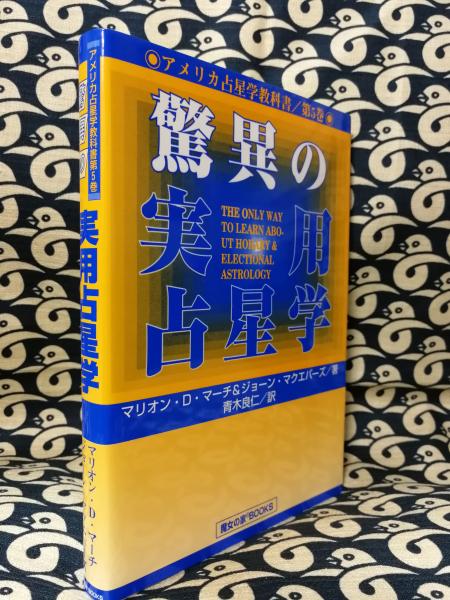 アメリカ占星学教科書/第5巻
驚異の
実用
占星学
THE ONLY WAY
TO LEARN ABO-
UT HORARY &
ELECTIONAL
ASTROLOGY
マリオン・D・マーチ&ジョーン・マクエバーズ/著
青木良仁/訳
魔女の家BOOKS
アメリカ占星学教科書第5巻
驚異の
実用占星学
マリオン・D・マーチ
BOOKS